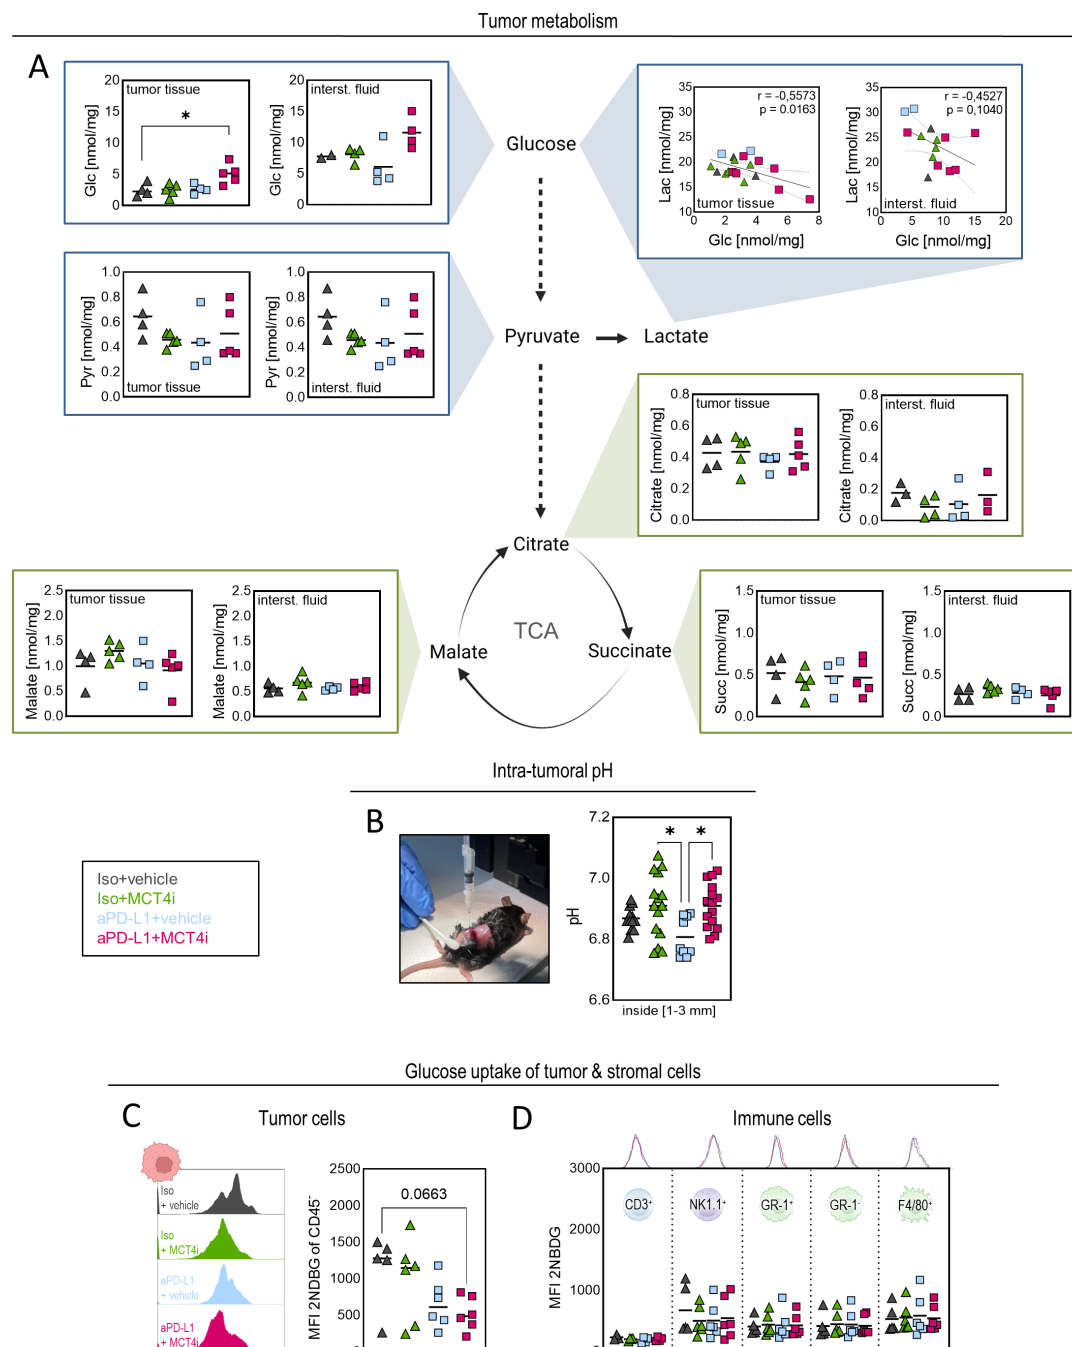 Tumor metabolism
A
20
15
10
5
0
Glc [nmol/mg]
tumor tissue
*
20
15
10
5
0
Glc [nmol/mg]
interst. fluid
Glucose
35
30
25
20
15
10
Lac [nmol/mg]
r = -0,5573
p = 0.0163
tumor tissue
0 2 4 6 8
Glc [nmol/mg]
35
30
25
20
15
10
Lac [nmol/mg]
r = -0,4527
p = 0,1040
interst. fluid
0 5 10 15 20
Glc [nmol/mg]
1.0
0.8
0.6
0.4
0.2
0.0
Pyr [nmol/mg]
tumor tissue
1.0
0.8
0.6
0.4
0.2
0.0
Pyr [nmol/mg]
interst. fluid
Pyruvate
Lactate
0.8
0.6
0.4
0.2
0.0
Citrate [nmol/mg]
tumor tissue
0.8
0.6
0.4
0.2
0.0
Citrate [nmol/mg]
interst. fluid
Citrate
TCA
Malate
Succinate
2.5
2.0
1.5
1.0
0.5
0.0
Malate [nmol/mg]
tumor tissue
2.5
2.0
1.5
1.0
0.5
0.0
Malate [nmol/mg]
interst. fluid
1.5
1.0
0.5
0.0
Succ [nmol/mg]
tumor tissue
1.5
1.0
0.5
0.0
Succ [nmol/mg]
interst. fluid
Intra-tumoral pH
B
Iso+vehicle
Iso+MCT4i
aPD-L1+vehicle
aPD-L1+MCT4i
7.2
7.0
6.8
6.6
pH
* *
inside [1-3 mm]
Glucose uptake of tumor & stromal cells
C
Tumor cells
Iso
+ vehicle
Iso
+ MCT4i
aPD-L1
+ vehicle
aPD-L1
+ MCT4i
2500
2000
1500
1000
500
MFI 2NDBG of CD45-
0.0663
D
Immune cells
3000
2000
1000
MFI 2NBDG
CD3+
NK1.1+
GR-1+
GR-1-
F4/80+